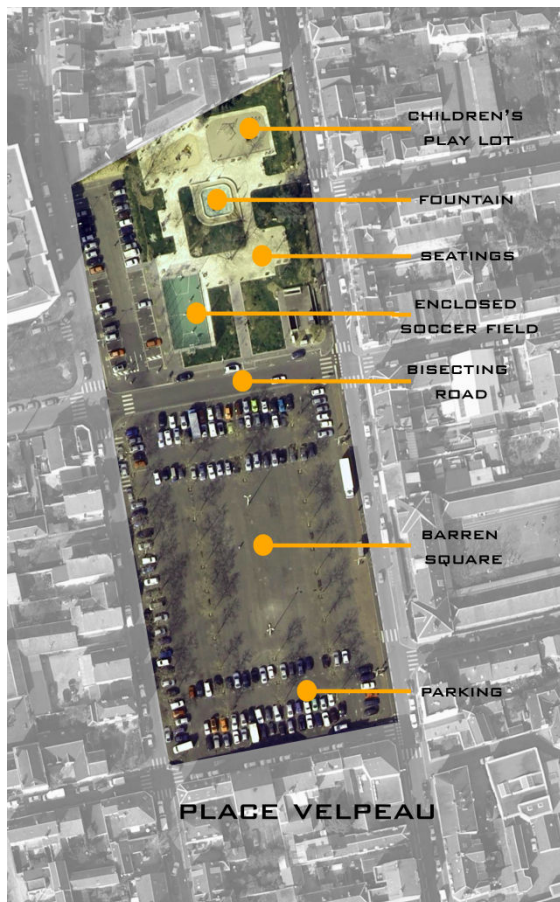 CHILDREN'S
PLAY LOT
FOUNTAIN
SEATINGS
ENCLOSED
SOCCER FIELD
BISECTING
ROAD
BARREN
SQUARE
PARKING
PLACE VELPEAU